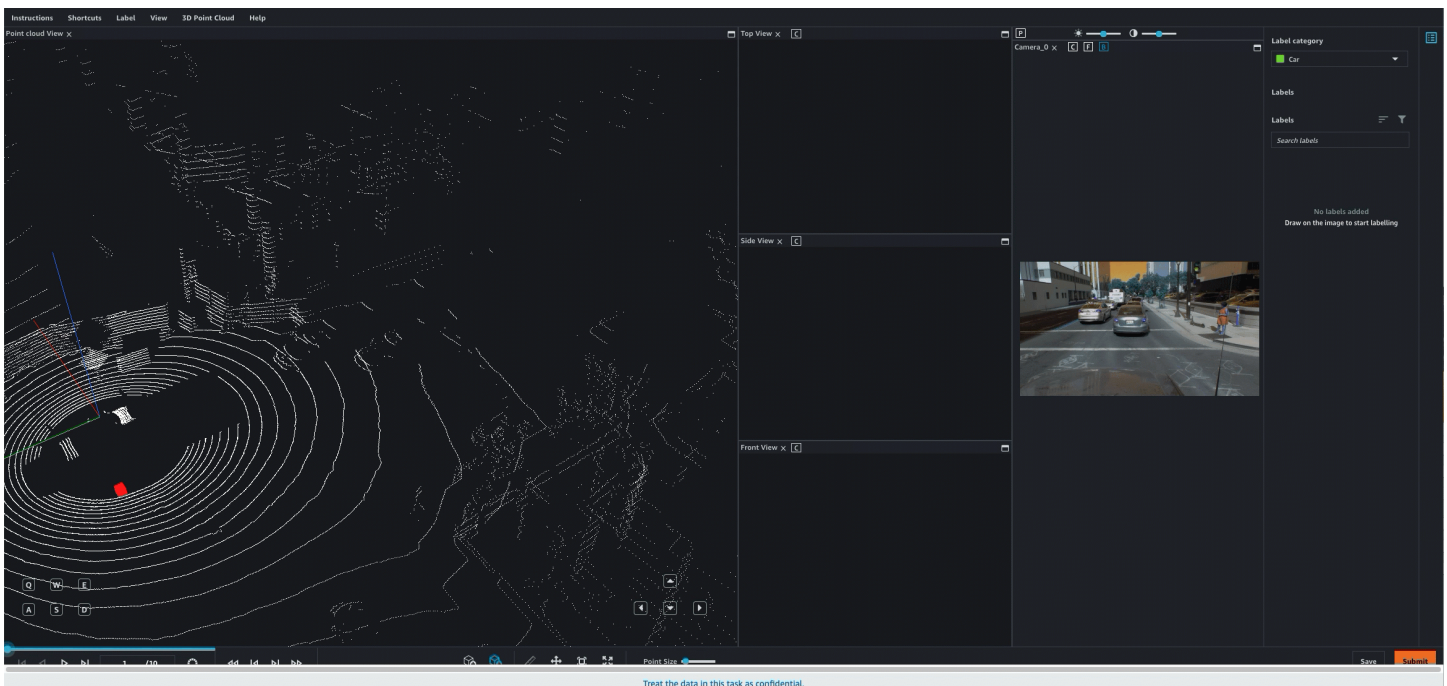 Instructions Shortcuts Label View 3D Point Cloud Help
Point cloud View x
Top View x C
P
Camera_0 x C F B
Label category
Car
Labels
Labels
Search labels
No labels added
Draw on the image to start labelling
Side View x C
Front View x C
Q W E
A S D
1 /10
Point Size
Save Submit
Treat the data in this task as confidential.